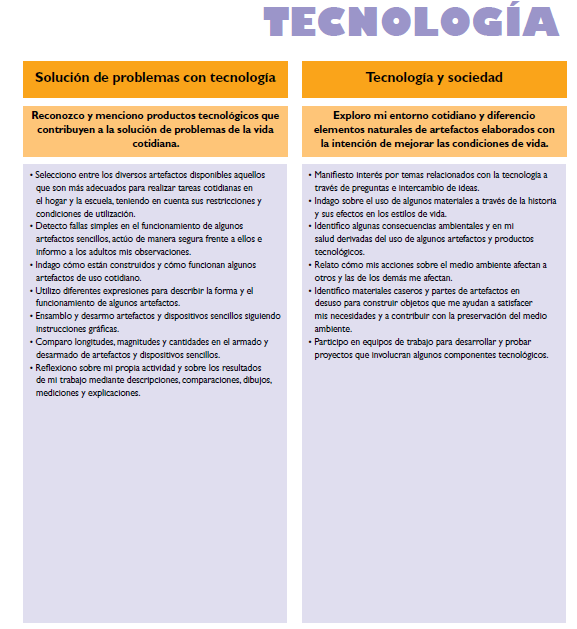 TECNOLOGÍA
Solución de problemas con tecnología
Reconozco y menciono productos tecnológicos que
contribuyen a la solución de problemas de la vida
cotidiana.
• Selecciono entre los diversos artefactos disponibles aquellos
que son más adecuados para realizar tareas cotidianas en
el hogar y la escuela, teniendo en cuenta sus restricciones y
condiciones de utilización.
• Detecto fallas simples en el funcionamiento de algunos
artefactos sencillos, actúo de manera segura frente a ellos e
informo a los adultos mis observaciones.
• Indago cómo están construidos y cómo funcionan algunos
artefactos de uso cotidiano.
• Utilizo diferentes expresiones para describir la forma y el
funcionamiento de algunos artefactos.
• Ensamblo y desarmo artefactos y dispositivos sencillos siguiendo
instrucciones gráficas.
• Comparo longitudes, magnitudes y cantidades en el armado y
desarmado de artefactos y dispositivos sencillos.
• Reflexiono sobre mi propia actividad y sobre los resultados
de mi trabajo mediante descripciones, comparaciones, dibujos,
mediciones y explicaciones.
Tecnología y sociedad
Exploro mi entorno cotidiano y diferencio
elementos naturales de artefactos elaborados con
la intención de mejorar las condiciones de vida.
• Manifiesto interés por temas relacionados con la tecnología a
través de preguntas e intercambio de ideas.
• Indago sobre el uso de algunos materiales a través de la historia
y sus efectos en los estilos de vida.
• Identifico algunas consecuencias ambientales y en mi
salud derivadas del uso de algunos artefactos y productos
tecnológicos.
• Relato cómo mis acciones sobre el medio ambiente afectan a
otros y las de los demás me afectan.
• Identifico materiales caseros y partes de artefactos en
desuso para construir objetos que me ayudan a satisfacer
mis necesidades y a contribuir con la preservación del medio
ambiente.
• Participo en equipos de trabajo para desarrollar y probar
proyectos que involucran algunos componentes tecnológicos.